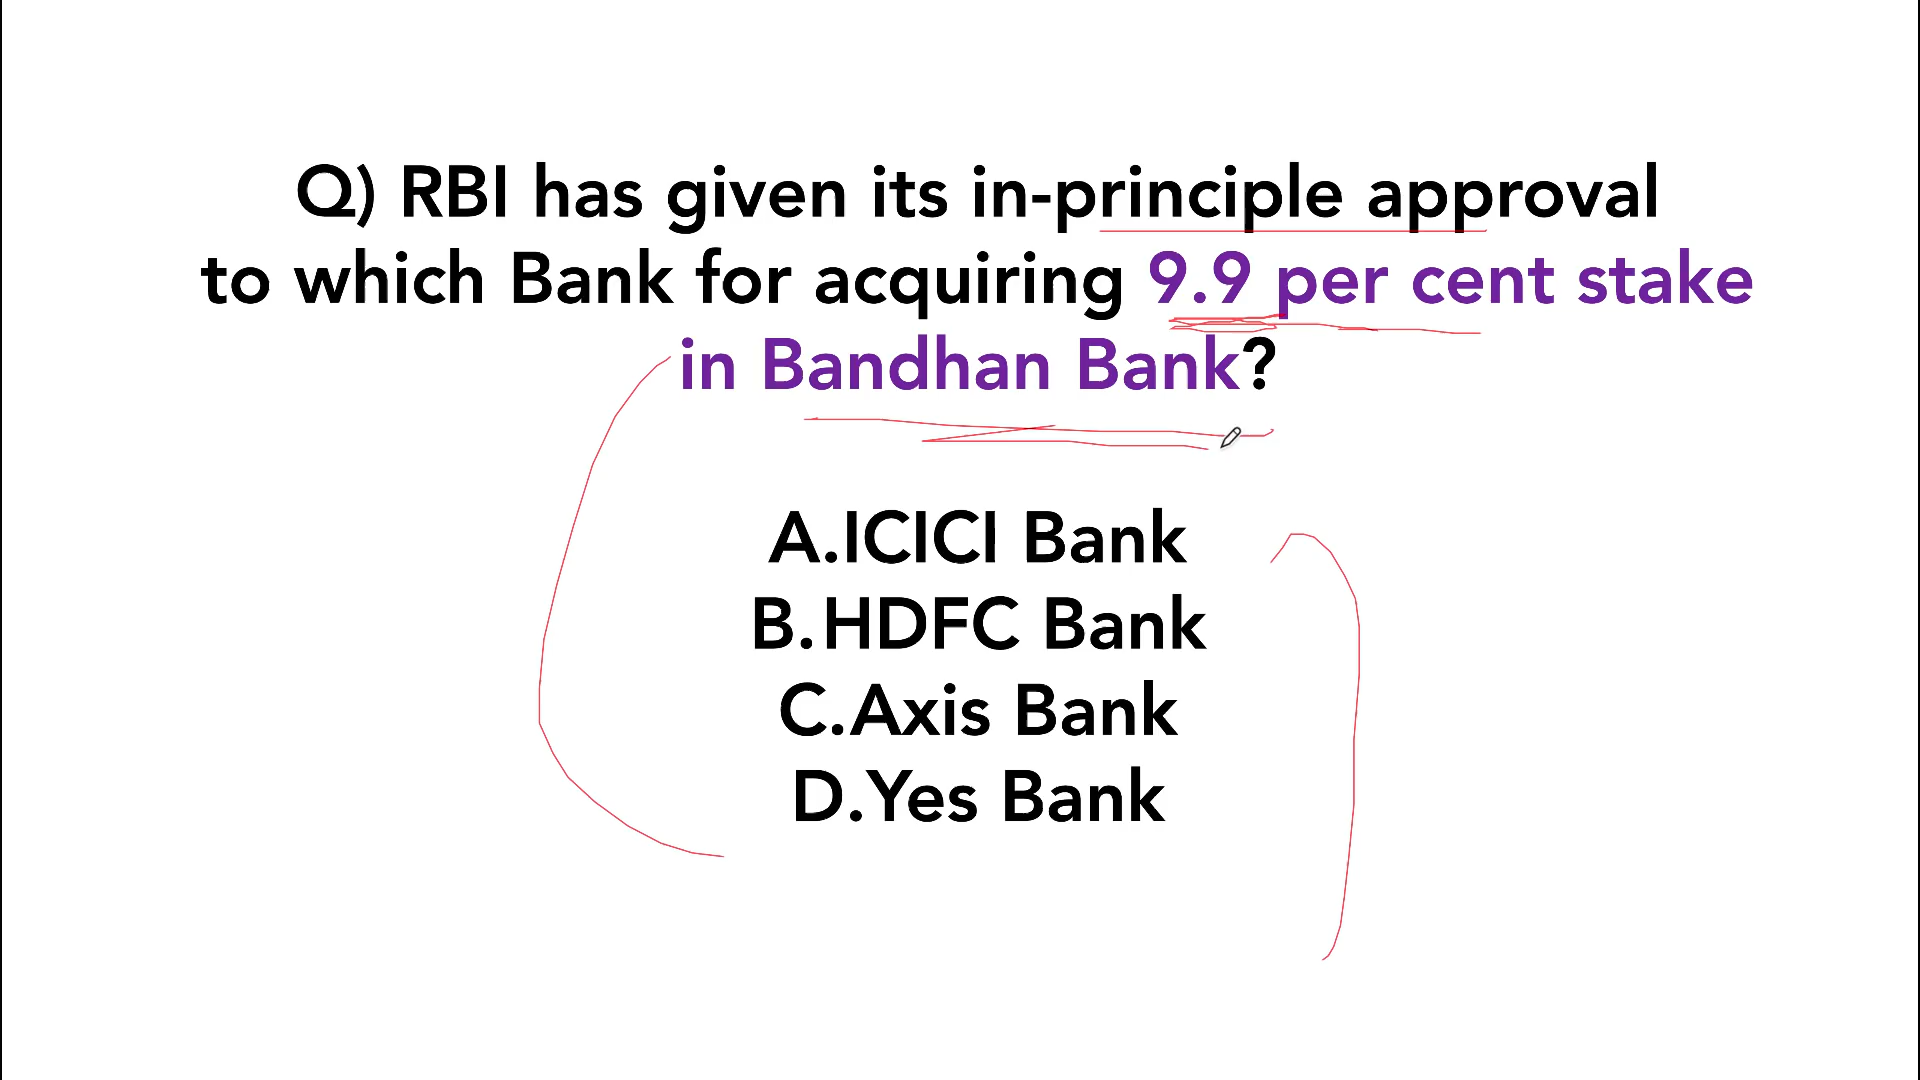 Q) RBI has given its in-principle approval
to which Bank for acquiring 9.9 per cent stake
in Bandhan Bank?
A.ICICI Bank
B.HDFC Bank
C.Axis Bank
D.Yes Bank